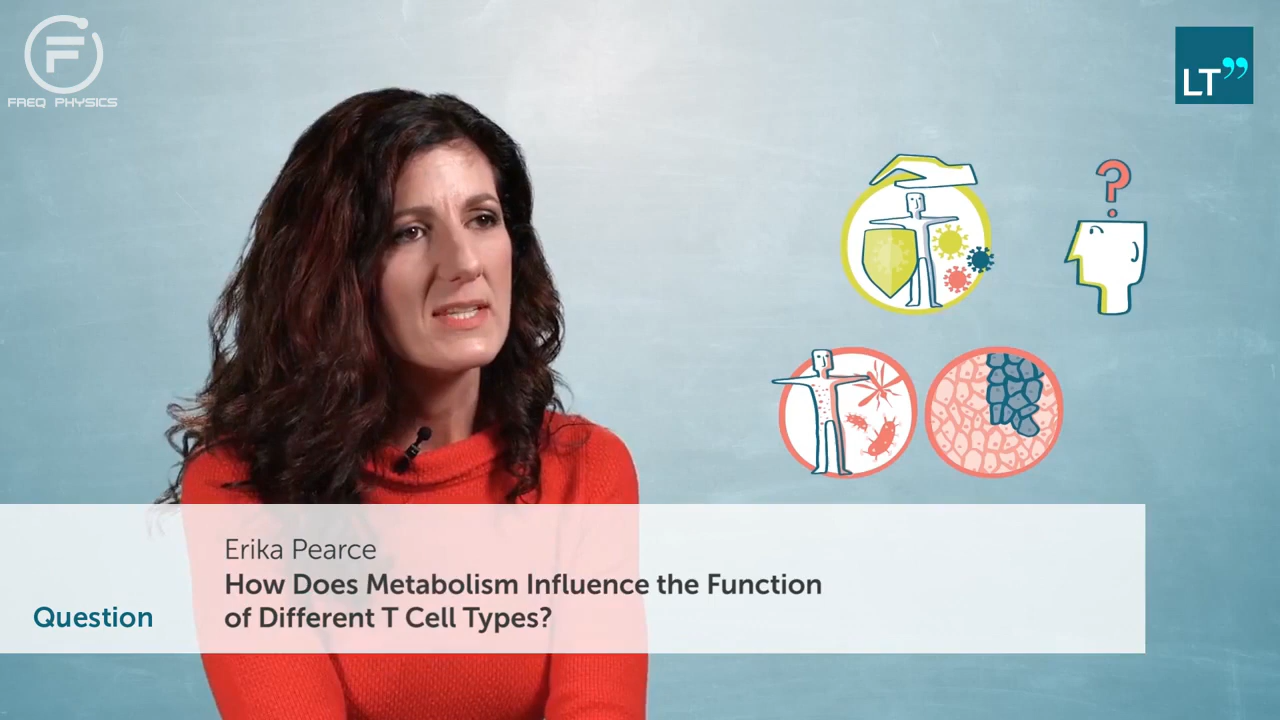 FREQ PHYSICS
LT”
?
Erika Pearce
How Does Metabolism Influence the Function
of Different T Cell Types?
Question